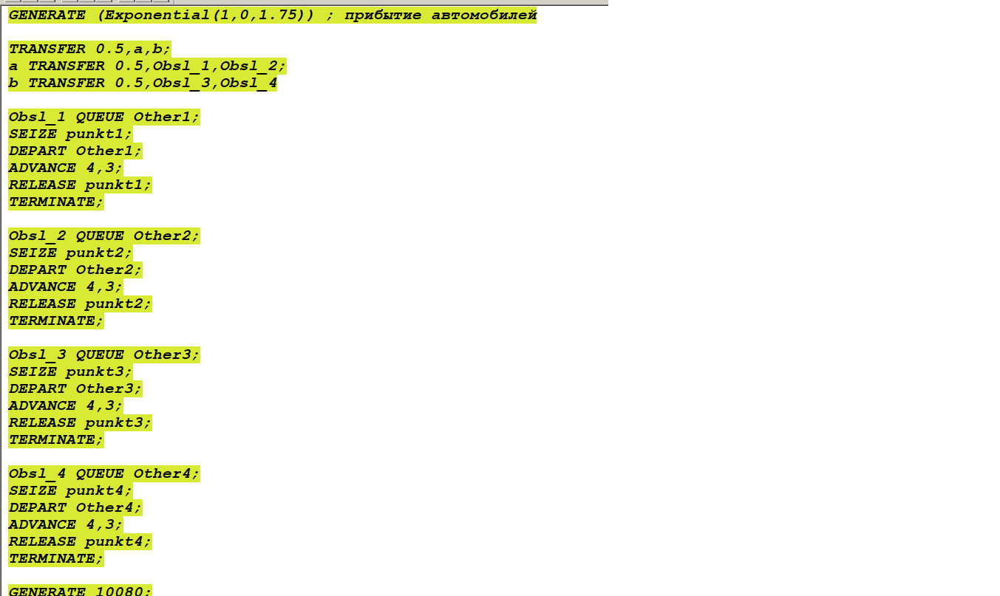 GENERATE (Exponential(1,0,1.75)) ; прибытие автомобилей
TRANSFER 0.5,a,b;
a TRANSFER 0.5,Obsl_1,Obsl_2;
b TRANSFER 0.5,Obsl_3,Obsl_4
Obsl_1 QUEUE Other1;
SEIZE punkt1;
DEPART Other1;
ADVANCE 4,3;
RELEASE punkt1;
TERMINATE;
Obsl_2 QUEUE Other2;
SEIZE punkt2;
DEPART Other2;
ADVANCE 4,3;
RELEASE punkt2;
TERMINATE;
Obsl_3 QUEUE Other3;
SEIZE punkt3;
DEPART Other3;
ADVANCE 4,3;
RELEASE punkt3;
TERMINATE;
Obsl_4 QUEUE Other4;
SEIZE punkt4;
DEPART Other4;
ADVANCE 4,3;
RELEASE punkt4;
TERMINATE;
GENERATE 10080;